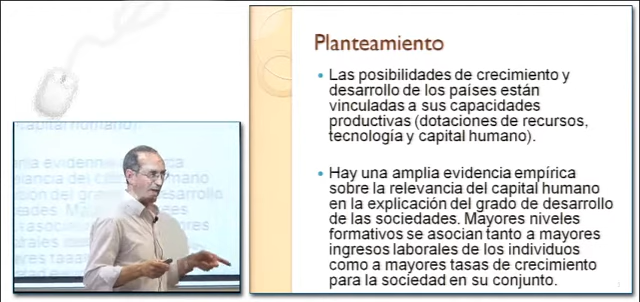 Planteamiento
Las posibilidades de crecimiento y
desarrollo de los países están
vinculadas a sus capacidades
productivas (dotaciones de recursos,
tecnología y capital humano).
Hay una amplia evidencia empírica
sobre la relevancia del capital humano
en la explicación del grado de desarrollo
de las sociedades. Mayores niveles
formativos se asocian tanto a mayores
ingresos laborales de los individuos
como a mayores tasas de crecimiento
para la sociedad en su conjunto.